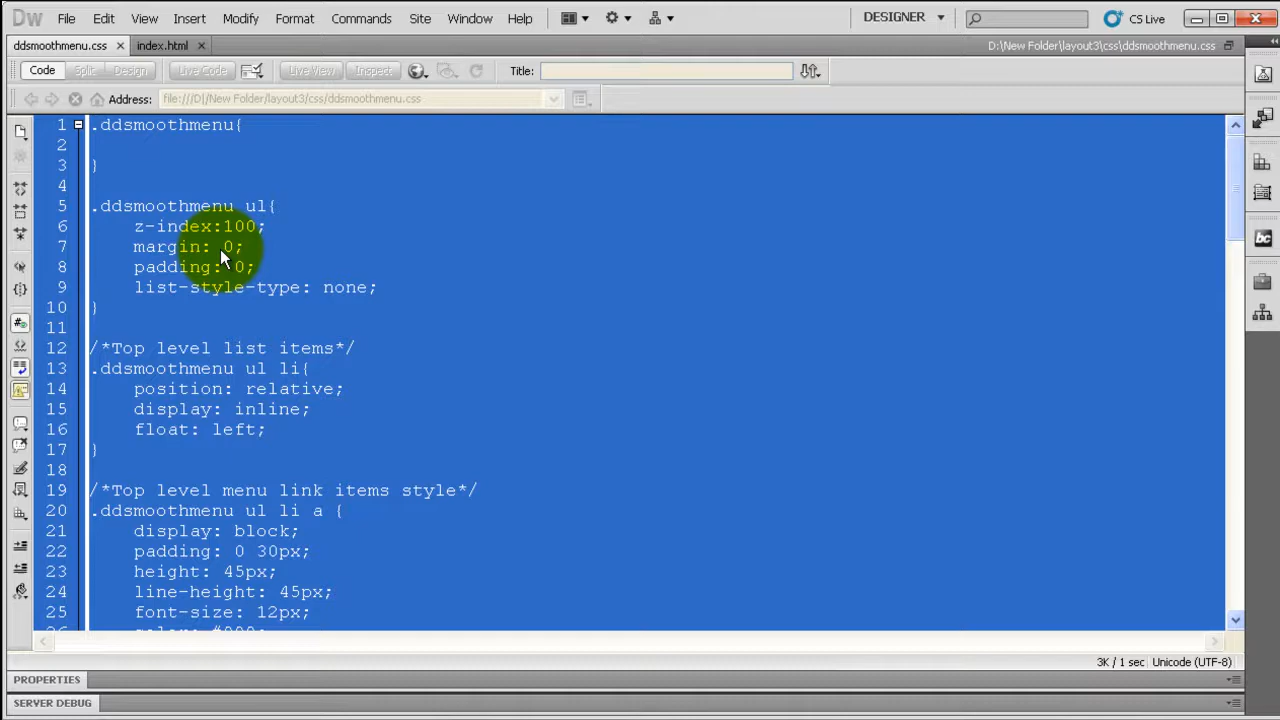 Dw File Edit View Insert Modify Format Commands Site Window Help DESIGNER CS Live
ddsmoothmenu.css index.html D:\New Folder\layout3\css\ddsmoothmenu.css
Code Split Design Live Code Live View Inspect Title:
Address: file:///D|/New Folder/layout3/css/ddsmoothmenu.css
1 .ddsmoothmenu{
2
3 }
4
5 .ddsmoothmenu ul{
6 z-index:100;
7 margin: 0;
8 padding: 0;
9 list-style-type: none;
10 }
11
12 /*Top level list items*/
13 .ddsmoothmenu ul li{
14 position: relative;
15 display: inline;
16 float: left;
17 }
18
19 /*Top level menu link items style*/
20 .ddsmoothmenu ul li a {
21 display: block;
22 padding: 0 30px;
23 height: 45px;
24 line-height: 45px;
25 font-size: 12px;
3K / 1 sec Unicode (UTF-8)
PROPERTIES
SERVER DEBUG
bc